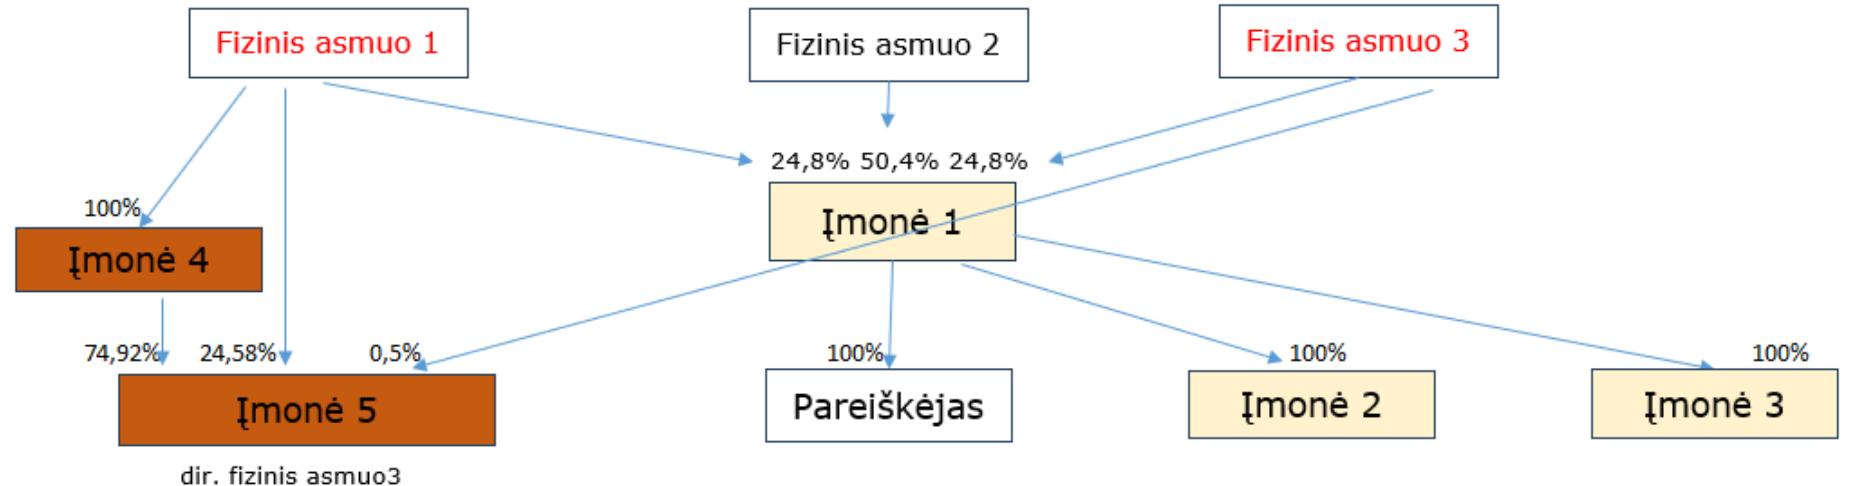 Fizinis asmuo 1
Fizinis asmuo 2
Fizinis asmuo 3
24,8% 50,4% 24,8%
100%
Įmonė 4
Įmonė 1
74,92%
24,58%
0,5%
100%
100%
100%
Įmonė 5
Pareiškėjas
Įmonė 2
Įmonė 3
dir. fizinis asmuo3